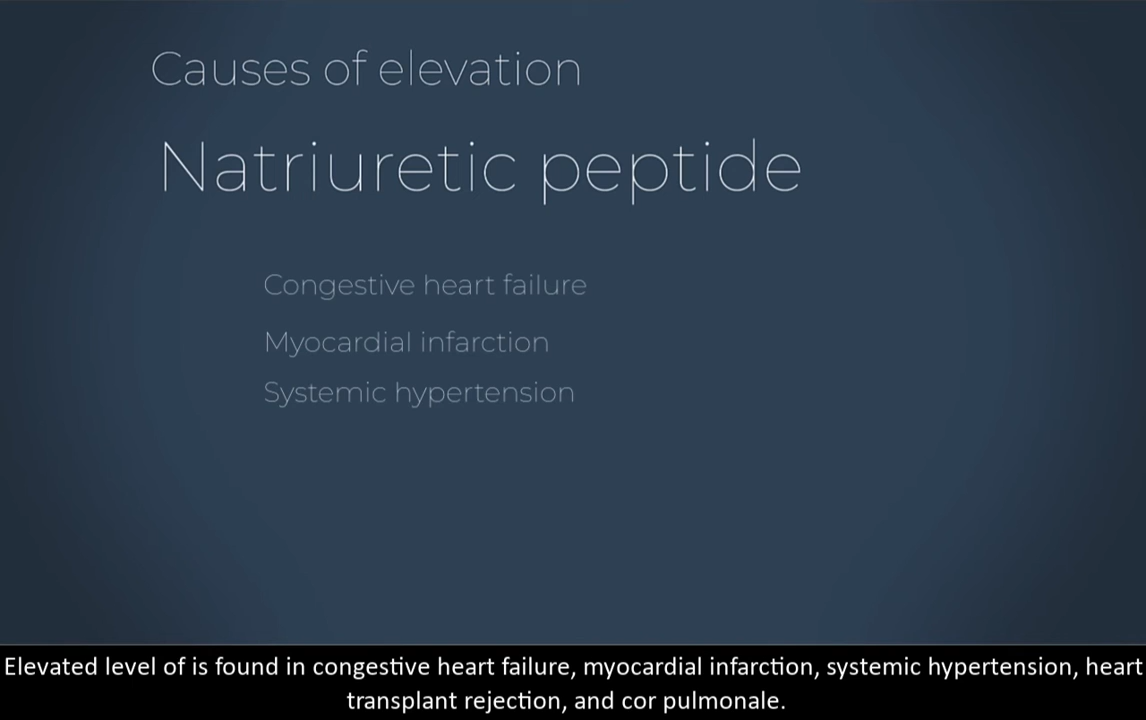 Causes of elevation
Natriuretic peptide
Congestive heart failure
Myocardial infarction
Systemic hypertension
Elevated level of is found in congestive heart failure, myocardial infarction, systemic hypertension, heart
transplant rejection, and cor pulmonale.